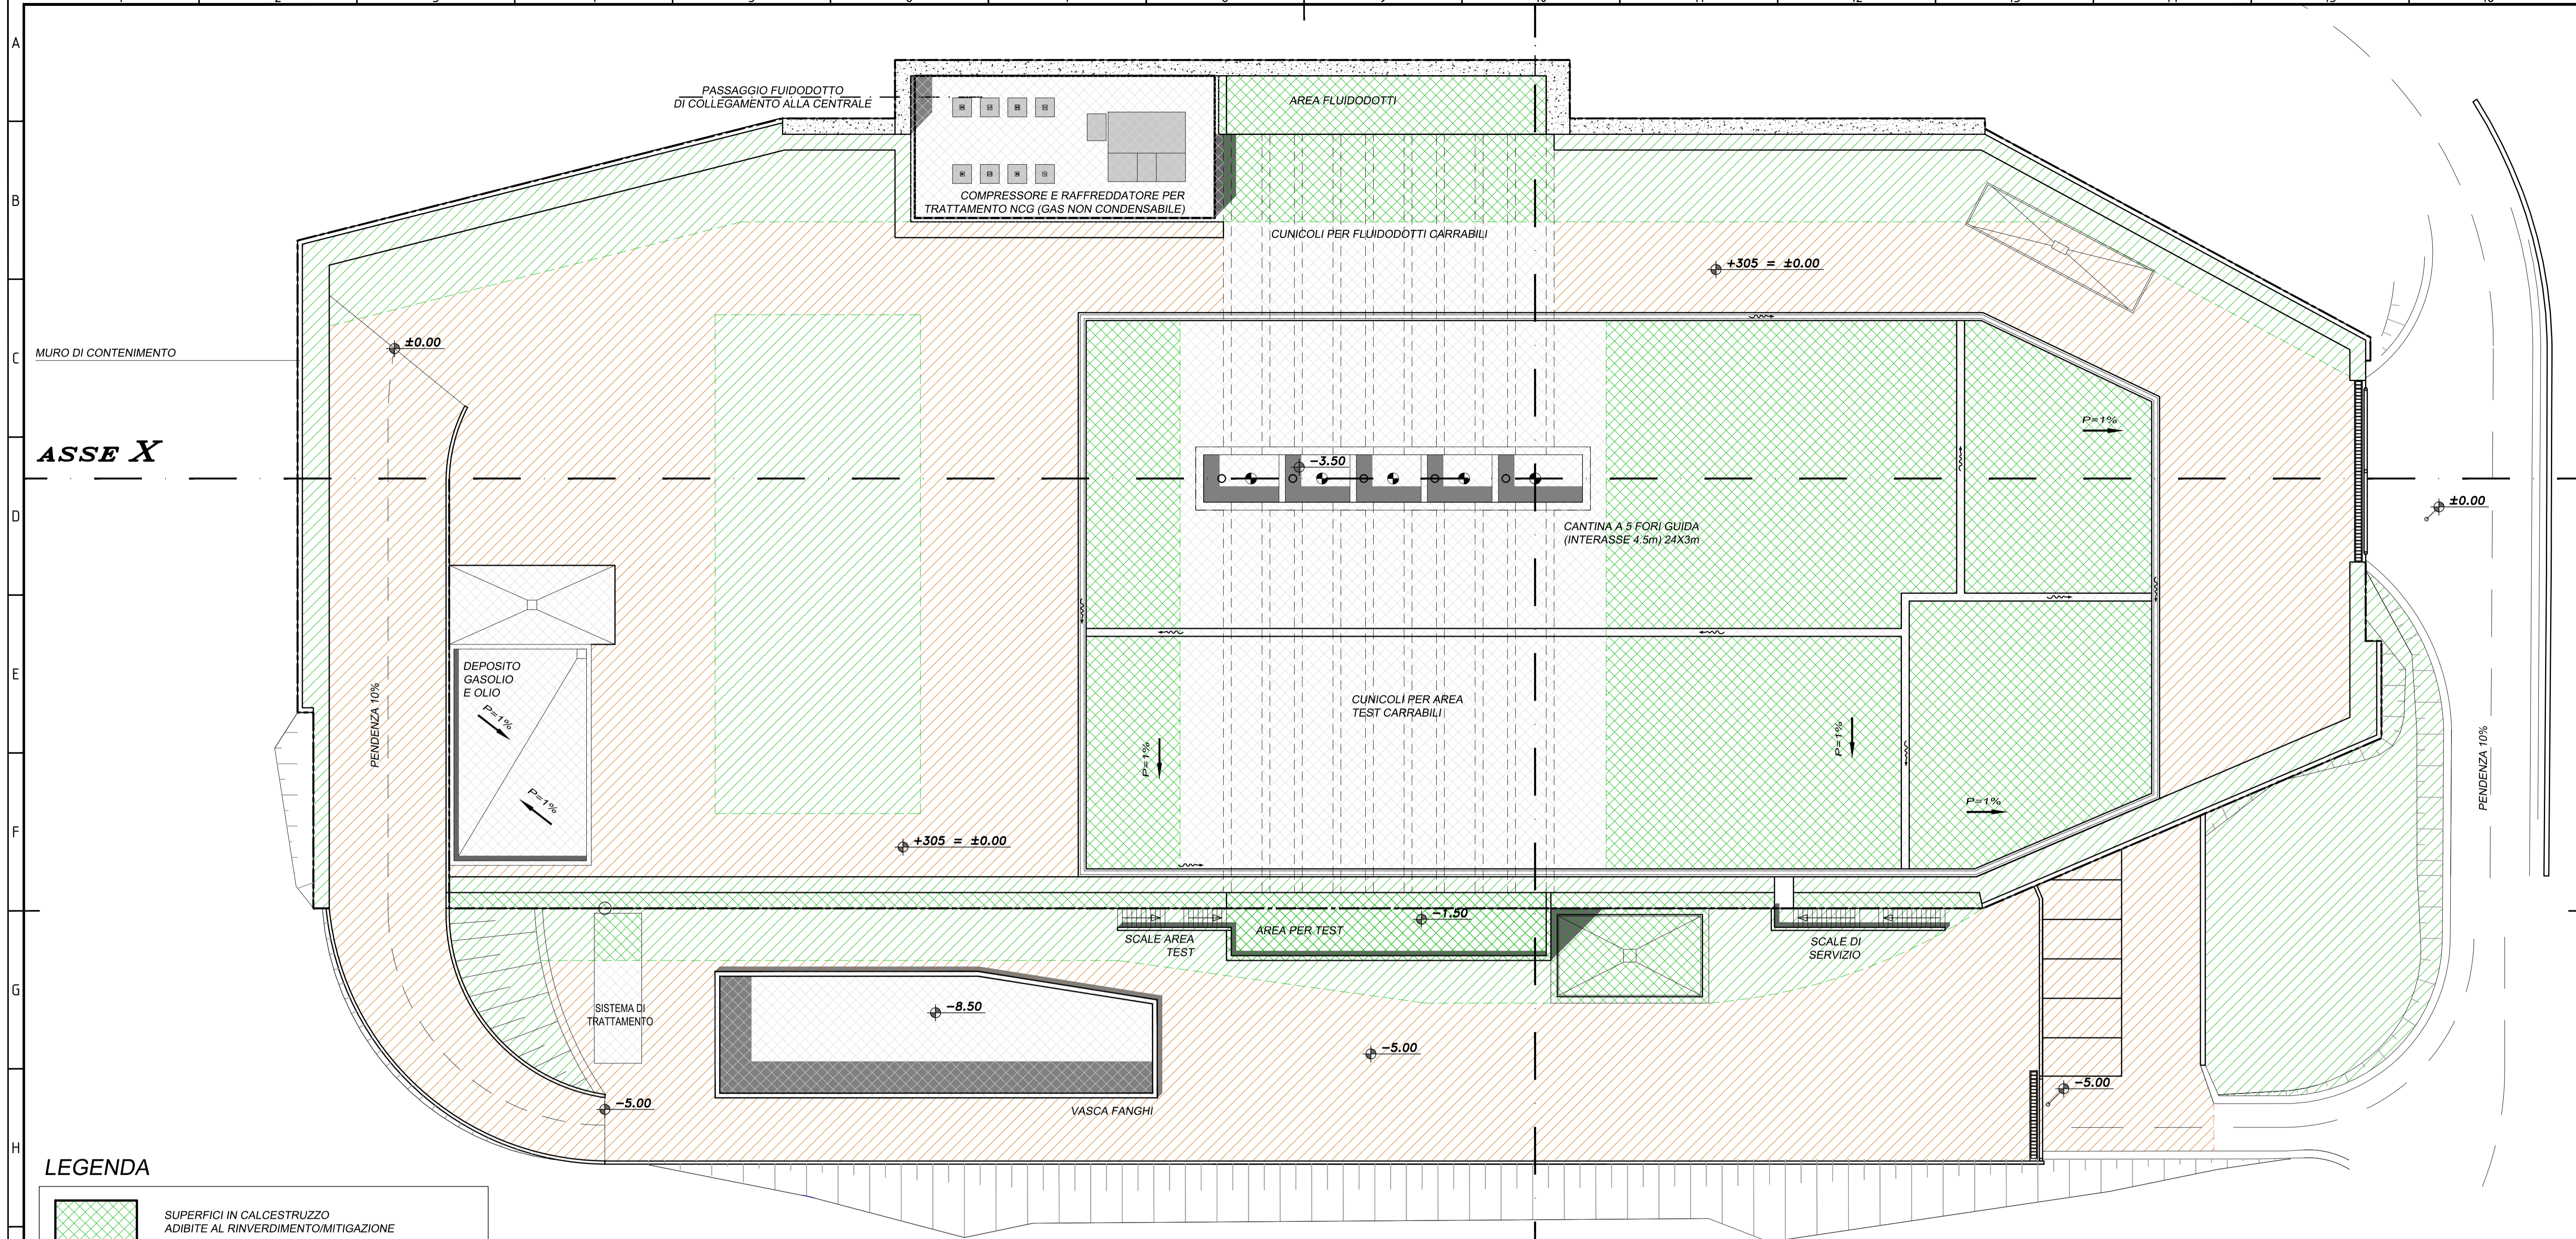 A
PASSAGGIO FUIDODOTTO
DI COLLEGAMENTO ALLA CENTRALE
AREA FLUIDODOTTI
B
COMPRESSORE E RAFFREDDATORE PER
TRATTAMENTO NCG (GAS NON CONDENSABILE)
CUNICOLI PER FLUIDODOTTI CARRABILI
+305 = ±0.00
C
MURO DI CONTENIMENTO
±0.00
P=1%
ASSE X
-3.50
D
±0.00
CANTINA A 5 FORI GUIDA
(INTERASSE 4.5m) 24X3m
E
DEPOSITO
GASOLIO
E OLIO
P=1%
PENDENZA 10%
CUNICOLI PER AREA
TEST CARRABILI
P=1%
P=1%
PENDENZA 10%
P=1%
P=1%
F
+305 = ±0.00
-1.50
AREA PER TEST
SCALE AREA
TEST
SCALE DI
SERVIZIO
G
SISTEMA DI
TRATTAMENTO
-8.50
-5.00
-5.00
-5.00
VASCA FANGHI
H
LEGENDA
SUPERFICI IN CALCESTRUZZO
ADIBITE AL RINVERDIMENTO/MITIGAZIONE